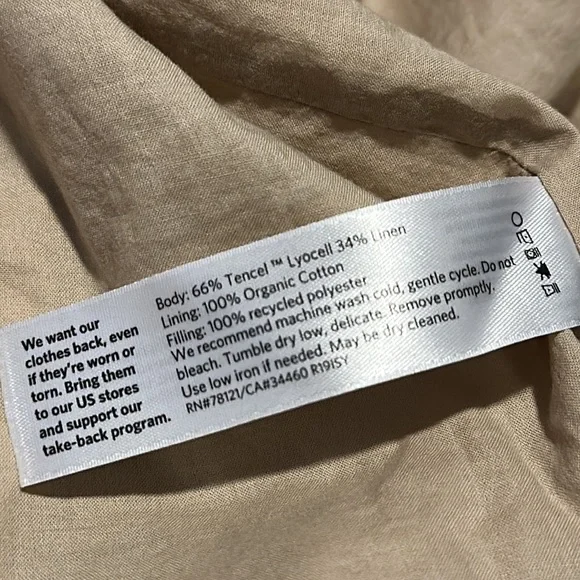 We want our
clothes back, even
if they're worn or
torn. Bring them
to our US stores
and support our
take-back program.
Body: 66% Tencel ™ Lyocell 34% Linen
Lining: 100% Organic Cotton
Filling: 100% recycled polyester
We recommend machine wash cold, gentle cycle. Do not
bleach. Tumble dry low, delicate. Remove promptly.
Use low iron if needed. May be dry cleaned.
RN#78121/CA#34460 R19ISY